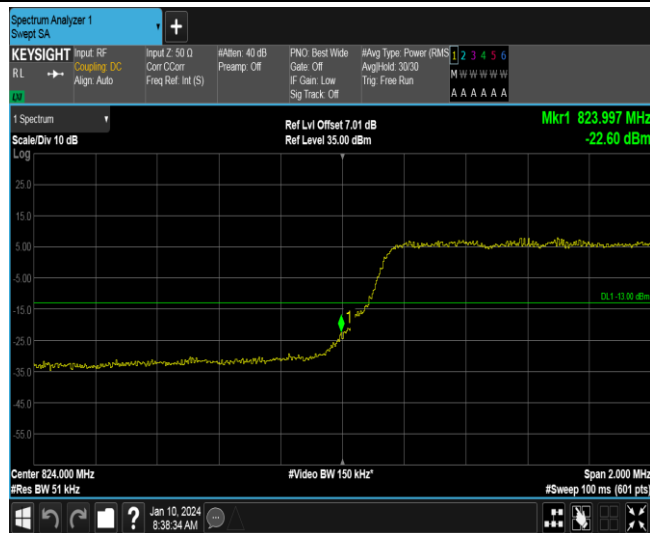 Spectrum Analyzer 1
Swept SA
KEYSIGHT
RL
LXI
Input: RF
Coupling: DC
Align: Auto
Input Z: 50 Ω
Corr CCorr
Freq Ref: Int (S)
#Atten: 40 dB
Preamp: Off
PNO: Best Wide
Gate: Off
IF Gain: Low
Sig Track: Off
#Avg Type: Power (RMS
Avg|Hold: 30/30
Trig: Free Run
1 2 3 4 5 6
M W W W W W
A A A A A A
1 Spectrum
Scale/Div 10 dB
Log
Ref Lvl Offset 7.01 dB
Ref Level 35.00 dBm
Mkr1 823.997 MHz
-22.60 dBm
25.0
15.0
5.00
-5.00
-15.0
-25.0
-35.0
-45.0
-55.0
DL1 -13.00 dBm
1
Center 824.000 MHz
#Res BW 51 kHz
#Video BW 150 kHz*
Span 2.000 MHz
#Sweep 100 ms (601 pts)
?
Jan 10, 2024
8:38:34 AM